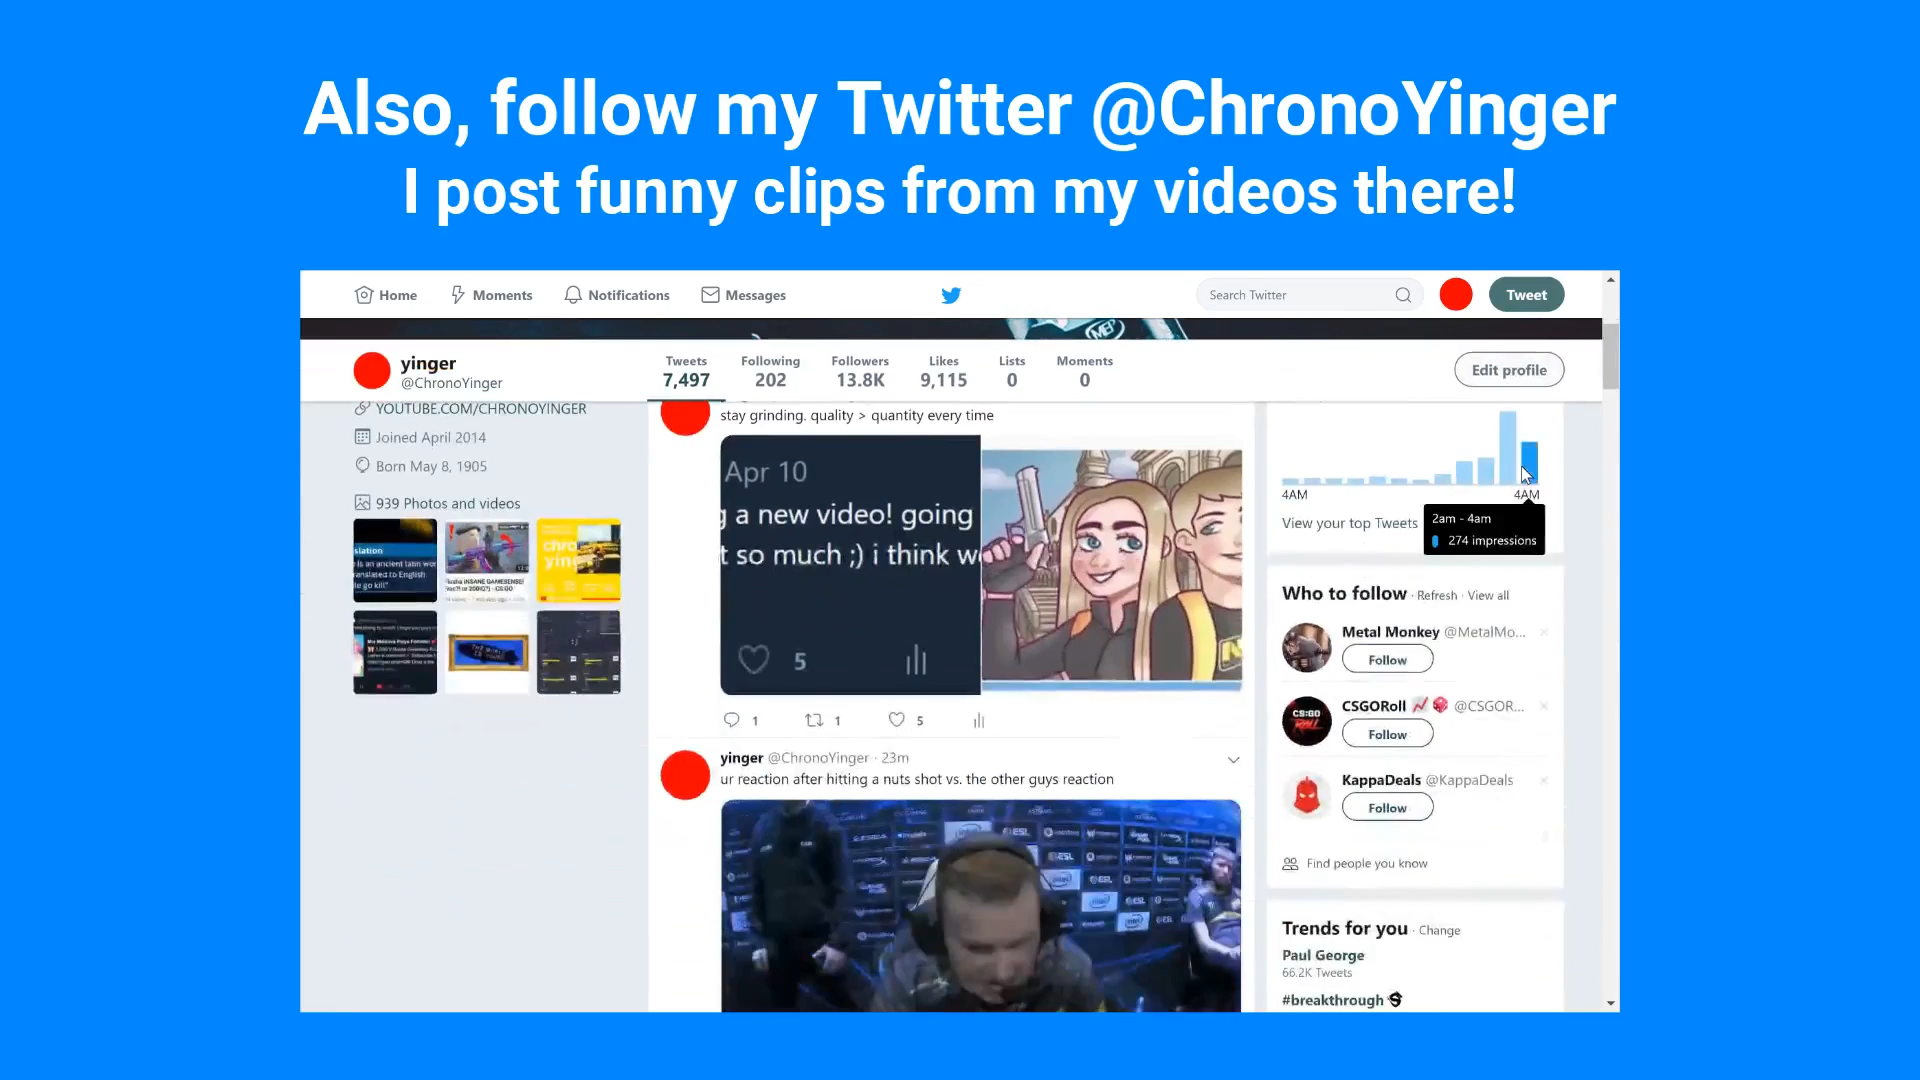 Also, follow my Twitter @ChronoYinger
I post funny clips from my videos there!
Home
Moments
Notifications
Messages
Search Twitter
Tweet
yinger
@ChronoYinger
Tweets
7,497
Following
202
Followers
13.8K
Likes
9,115
Lists
0
Moments
0
Edit profile
YOUTUBE.COM/CHRONOYINGER
Joined April 2014
Born May 8, 1905
939 Photos and videos
stay grinding. quality > quantity every time
Apr 10
g a new video! going
t so much ;) i think we
5
1
1
5
yinger @ChronoYinger · 23m
ur reaction after hitting a nuts shot vs. the other guys reaction
4AM
4AM
View your top Tweets
2am - 4am
274 impressions
Who to follow · Refresh · View all
Metal Monkey @MetalMo...
Follow
CSGORoll @CSGOR...
CS:GO
ROLL
Follow
KappaDeals @KappaDeals
Follow
Find people you know
Trends for you · Change
Paul George
66.2K Tweets
#breakthrough